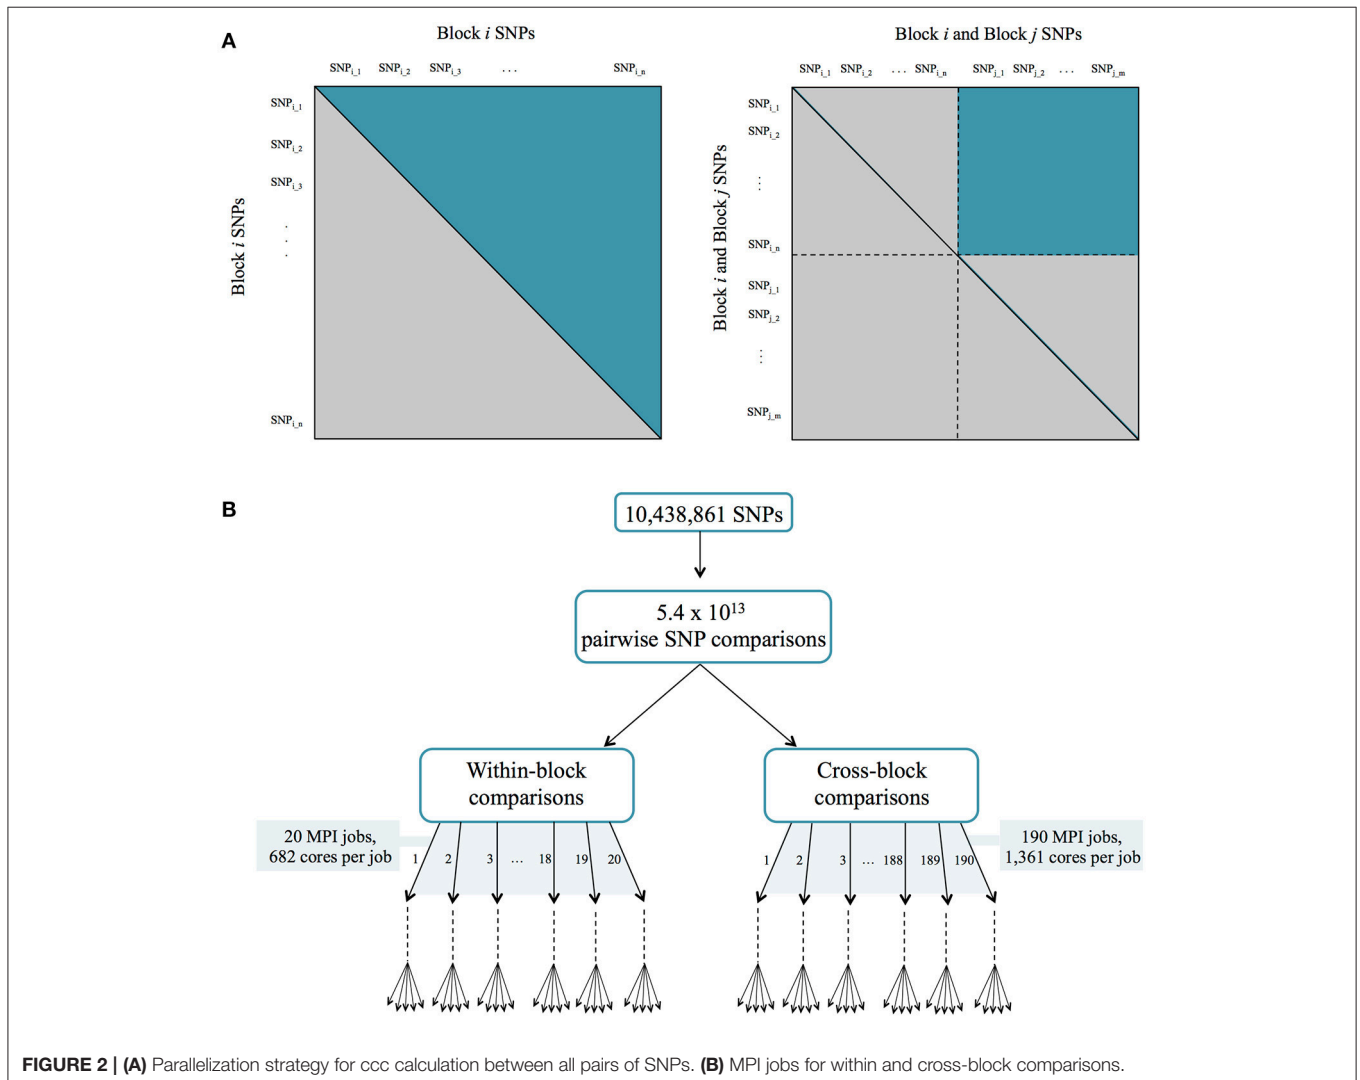 A
Block i SNPs
SNPi_1 SNPi_2 SNPi_3 ... SNPi_n
SNPi_1
SNPi_2
SNPi_3
.
.
.
SNPi_n
Block i SNPs
Block i and Block j SNPs
SNPi_1 SNPi_2 ... SNPi_n SNPj_1 SNPj_2 ... SNPj_m
SNPi_1
SNPi_2
⋮
SNPi_n
SNPj_1
SNPj_2
⋮
SNPj_m
Block i and Block j SNPs
B
10,438,861 SNPs
5.4 x 10¹³
pairwise SNP comparisons
Within-block
comparisons
Cross-block
comparisons
20 MPI jobs,
682 cores per job
1 2 3 ... 18 19 20
1 2 3 ... 188 189 190
190 MPI jobs,
1,361 cores per job
FIGURE 2 | (A) Parallelization strategy for ccc calculation between all pairs of SNPs. (B) MPI jobs for within and cross-block comparisons.